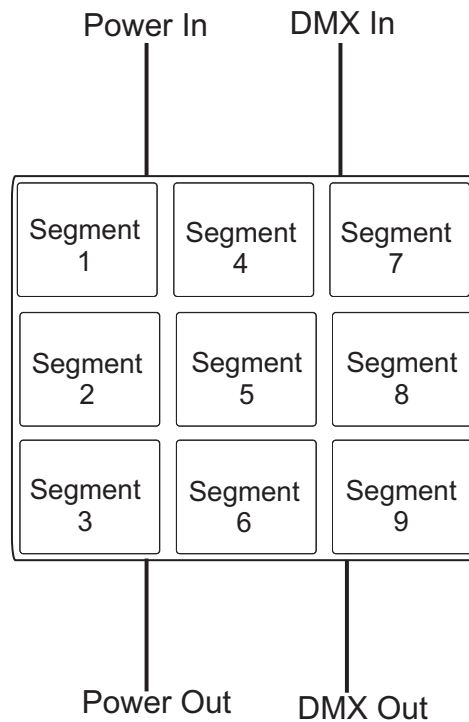 Power In
DMX In
Segment
1
Segment
4
Segment
7
Segment
2
Segment
5
Segment
8
Segment
3
Segment
6
Segment
9
Power Out
DMX Out